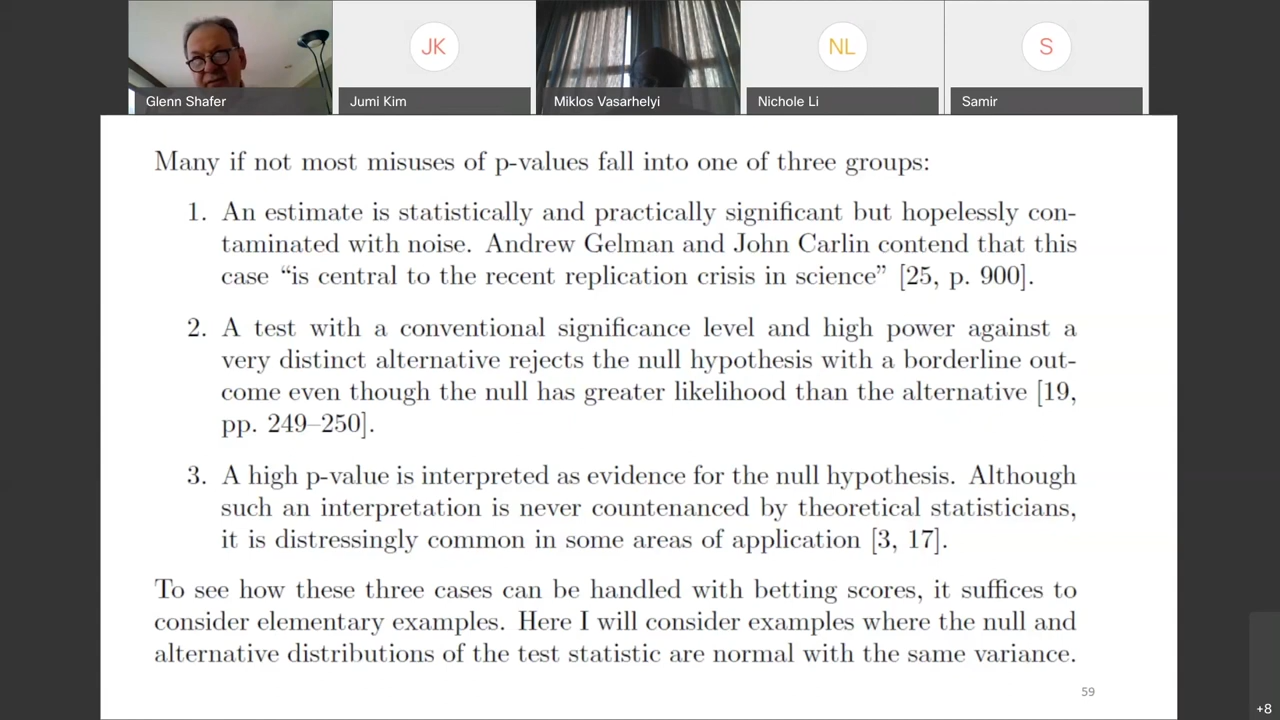 JK
NL
S
Glenn Shafer
Jumi Kim
Miklos Vasarhelyi
Nichole Li
Samir
Many if not most misuses of p-values fall into one of three groups:
1. An estimate is statistically and practically significant but hopelessly con-
taminated with noise. Andrew Gelman and John Carlin contend that this
case “is central to the recent replication crisis in science” [25, p. 900].
2. A test with a conventional significance level and high power against a
very distinct alternative rejects the null hypothesis with a borderline out-
come even though the null has greater likelihood than the alternative [19,
pp. 249–250].
3. A high p-value is interpreted as evidence for the null hypothesis. Although
such an interpretation is never countenanced by theoretical statisticians,
it is distressingly common in some areas of application [3, 17].
To see how these three cases can be handled with betting scores, it suffices to
consider elementary examples. Here I will consider examples where the null and
alternative distributions of the test statistic are normal with the same variance.
59
+8